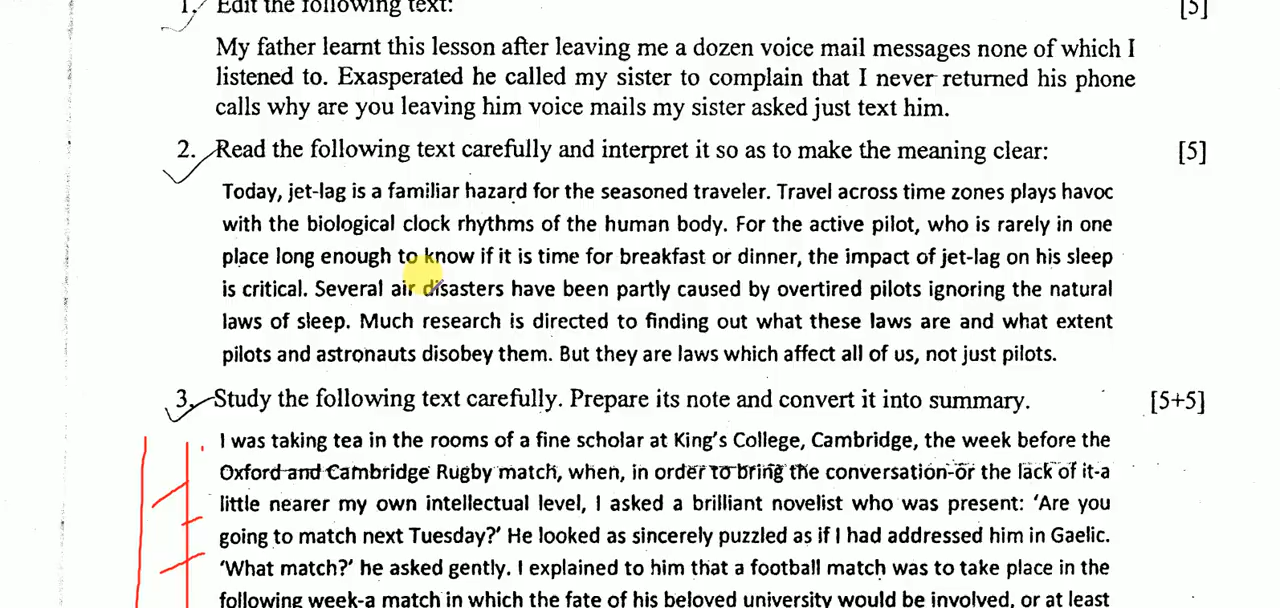 1. Edit the following text: [5]
My father learnt this lesson after leaving me a dozen voice mail messages none of which I
listened to. Exasperated he called my sister to complain that I never returned his phone
calls why are you leaving him voice mails my sister asked just text him.
2. Read the following text carefully and interpret it so as to make the meaning clear: [5]
Today, jet-lag is a familiar hazard for the seasoned traveler. Travel across time zones plays havoc
with the biological clock rhythms of the human body. For the active pilot, who is rarely in one
place long enough to know if it is time for breakfast or dinner, the impact of jet-lag on his sleep
is critical. Several air disasters have been partly caused by overtired pilots ignoring the natural
laws of sleep. Much research is directed to finding out what these laws are and what extent
pilots and astronauts disobey them. But they are laws which affect all of us, not just pilots.
3. Study the following text carefully. Prepare its note and convert it into summary. [5+5]
I was taking tea in the rooms of a fine scholar at King's College, Cambridge, the week before the
Oxford and Cambridge Rugby match, when, in order to bring the conversation-or the lack of it-a
little nearer my own intellectual level, I asked a brilliant novelist who was present: 'Are you
going to match next Tuesday?' He looked as sincerely puzzled as if I had addressed him in Gaelic.
'What match?' he asked gently. I explained to him that a football match was to take place in the
following week-a match in which the fate of his beloved university would be involved, or at least